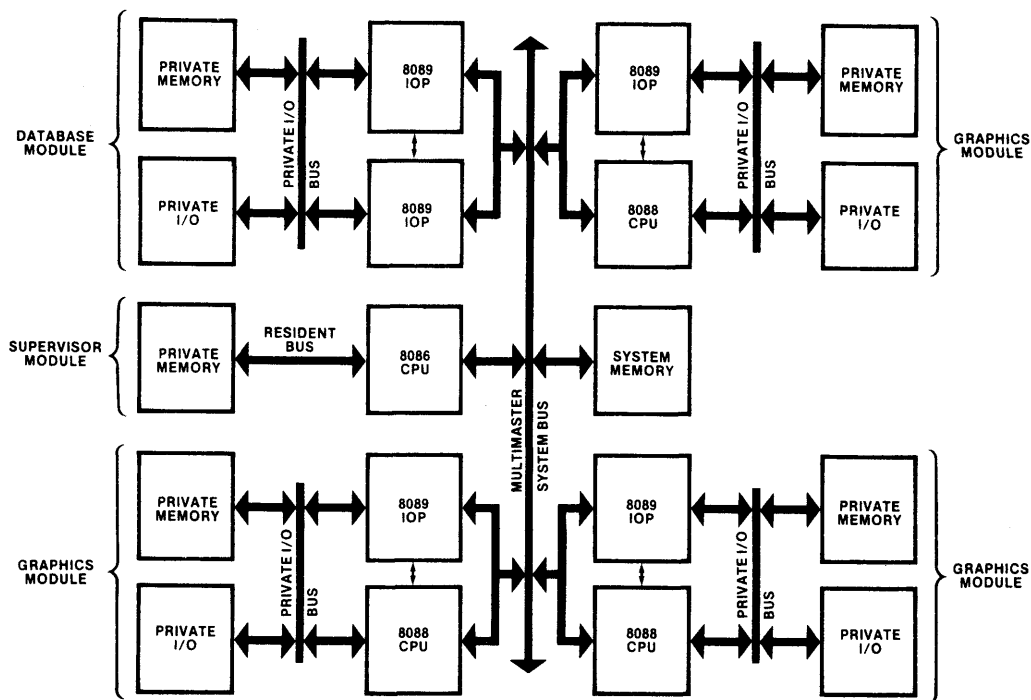 DATABASE
MODULE
PRIVATE
MEMORY
PRIVATE
I/O
PRIVATE I/O
BUS
8089
IOP
8089
IOP
8089
IOP
8088
CPU
PRIVATE I/O
BUS
PRIVATE
MEMORY
PRIVATE
I/O
GRAPHICS
MODULE
SUPERVISOR
MODULE
PRIVATE
MEMORY
RESIDENT
BUS
8086
CPU
MULTIMASTER
SYSTEM BUS
SYSTEM
MEMORY
GRAPHICS
MODULE
PRIVATE
MEMORY
PRIVATE
I/O
PRIVATE I/O
BUS
8089
IOP
8088
CPU
8089
IOP
8088
CPU
PRIVATE I/O
BUS
PRIVATE
MEMORY
PRIVATE
I/O
GRAPHICS
MODULE